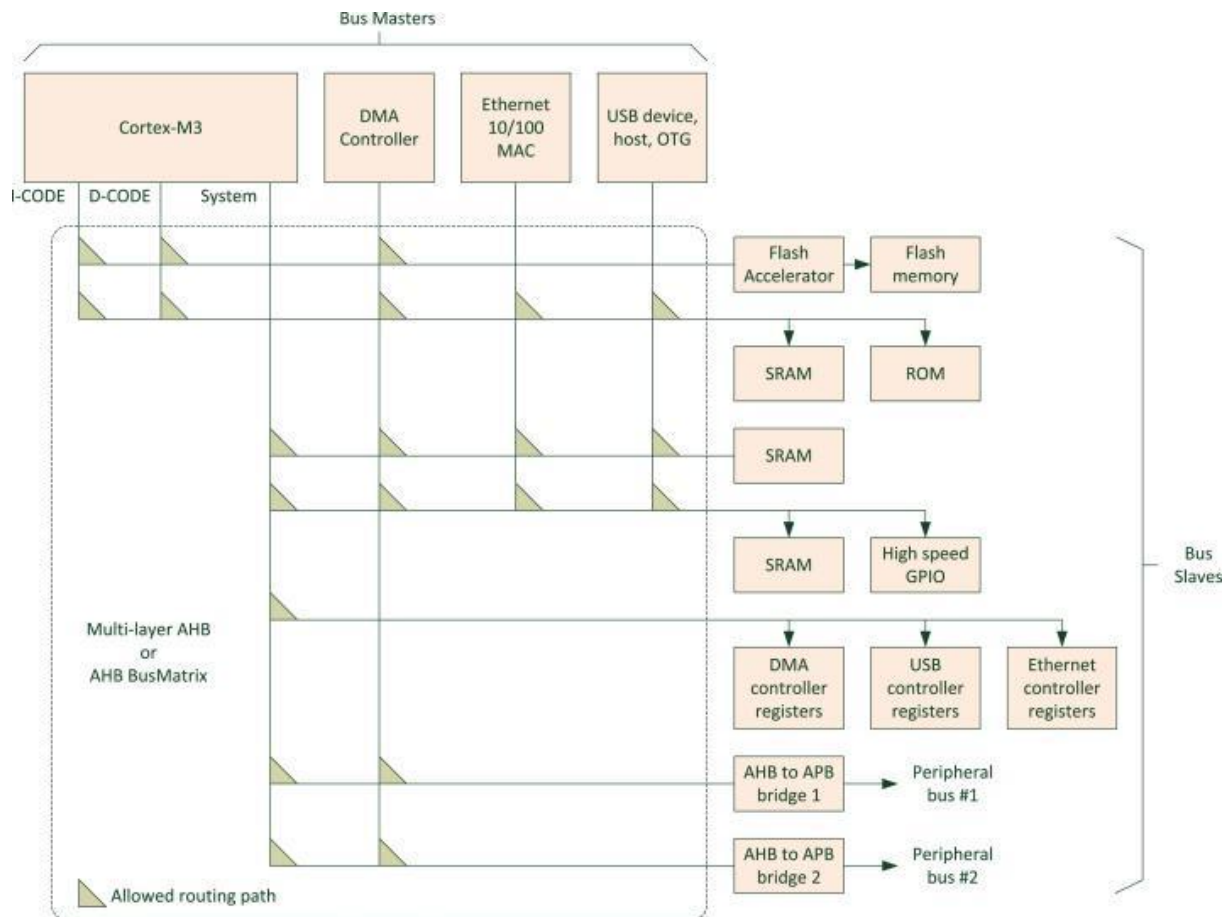 Bus Masters
Cortex-M3
DMA
Controller
Ethernet
10/100
MAC
USB device,
host, OTG
I-CODE
D-CODE
System
Flash
Accelerator
Flash
memory
SRAM
ROM
SRAM
SRAM
High speed
GPIO
Bus
Slaves
Multi-layer AHB
or
AHB BusMatrix
DMA
controller
registers
USB
controller
registers
Ethernet
controller
registers
AHB to APB
bridge 1
Peripheral
bus #1
AHB to APB
bridge 2
Peripheral
bus #2
Allowed routing path